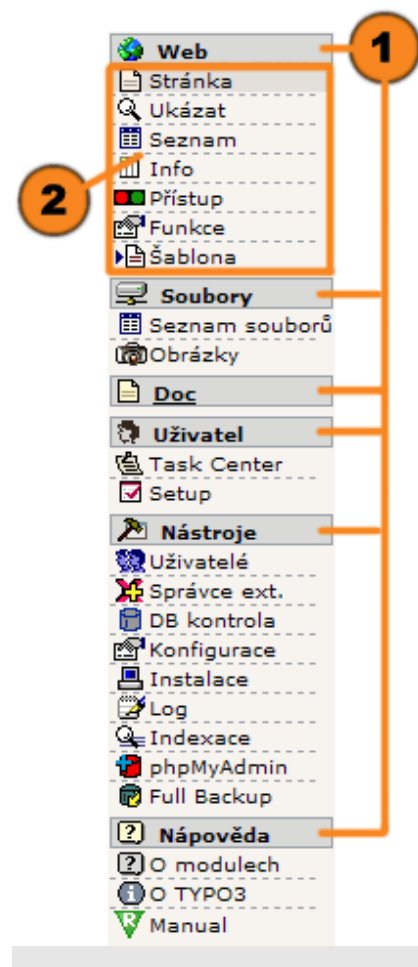 1
Web
Stránka
Ukázat
Seznam
2
Info
Přístup
Funkce
Šablona
Soubory
Seznam souborů
Obrázky
Doc
Uživatel
Task Center
Setup
Nástroje
Uživatelé
Správce ext.
DB kontrola
Konfigurace
Instalace
Log
Indexace
phpMyAdmin
Full Backup
? Nápověda
? O modulech
i O TYPO3
R Manual